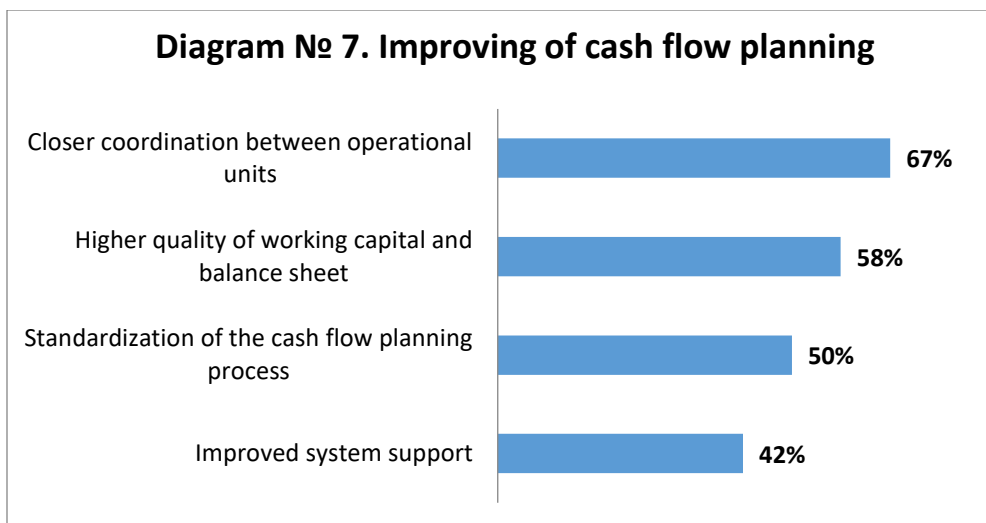 Diagram № 7. Improving of cash flow planning
Closer coordination between operational
units
67%
Higher quality of working capital and
balance sheet
58%
Standardization of the cash flow planning
process
50%
Improved system support
42%